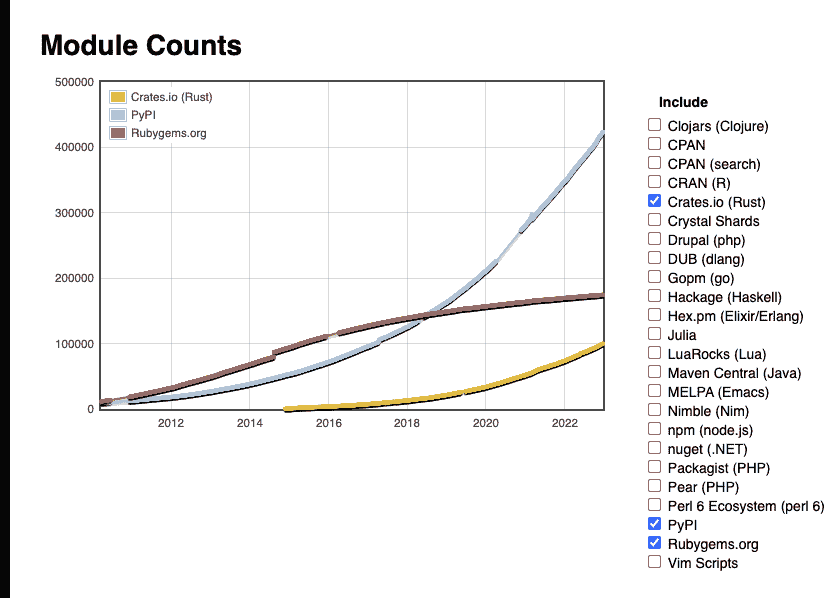 Module Counts
500000
400000
300000
200000
100000
0
Crates.io (Rust)
PyPI
Rubygems.org
2012 2014 2016 2018 2020 2022
Include
Clojars (Clojure)
CPAN
CPAN (search)
CRAN (R)
Crates.io (Rust)
Crystal Shards
Drupal (php)
DUB (dlang)
Gopm (go)
Hackage (Haskell)
Hex.pm (Elixir/Erlang)
Julia
LuaRocks (Lua)
Maven Central (Java)
MELPA (Emacs)
Nimble (Nim)
npm (node.js)
nuget (.NET)
Packagist (PHP)
Pear (PHP)
Perl 6 Ecosystem (perl 6)
PyPI
Rubygems.org
Vim Scripts